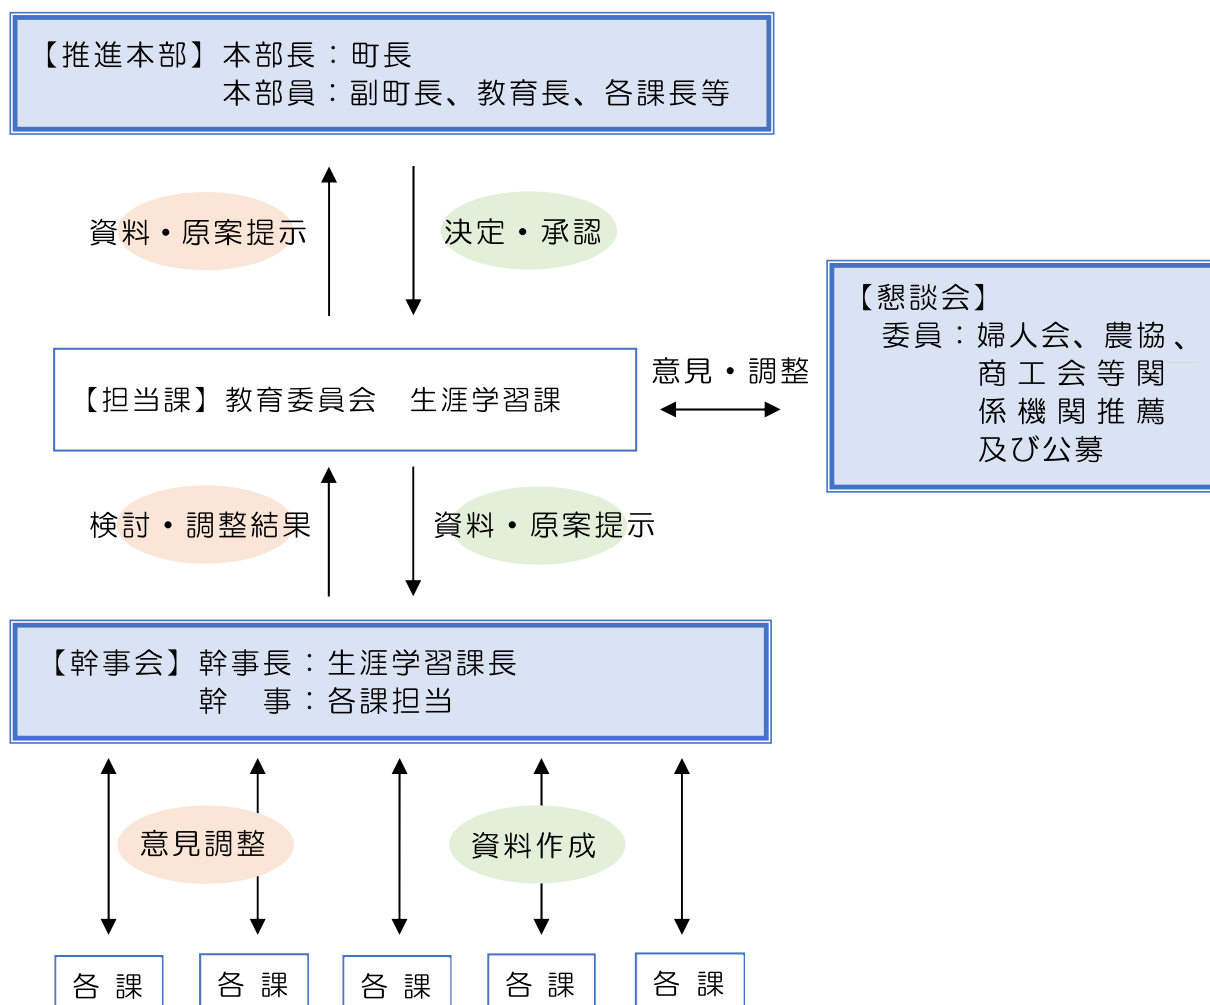 【推進本部】本部長：町長
本部員：副町長、教育長、各課長等
資料・原案提示
決定・承認
【懇談会】
委員：婦人会、農協、
商工会等関
係機関推薦
及び公募
意見・調整
【担当課】教育委員会　生涯学習課
検討・調整結果
資料・原案提示
【幹事会】幹事長：生涯学習課長
幹　事：各課担当
意見調整
資料作成
各 課
各 課
各 課
各 課
各 課